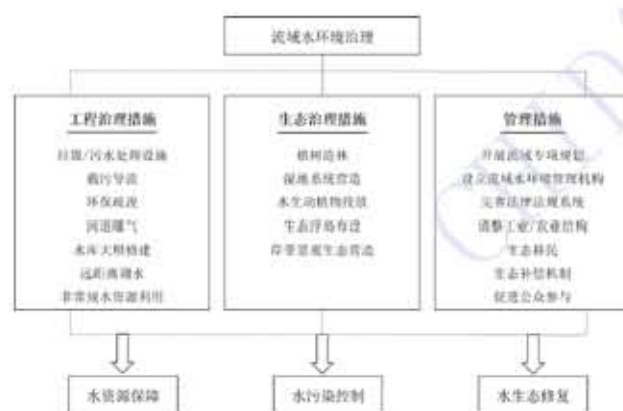 流域水环境治理
工程治理措施
垃圾/污水处理设施
截污导流
环保疏浚
河道曝气
水库大坝修建
远距离调水
非常规水资源利用
生态治理措施
植树造林
湿地系统营造
水生动植物投放
生态浮岛布设
岸带景观生态营造
管理措施
开展流域专项规划
设立流域水环境管理机构
完善法律法规系统
调整工业/农业结构
生态移民
生态补偿机制
促进公众参与
水资源保障
水污染控制
水生态修复